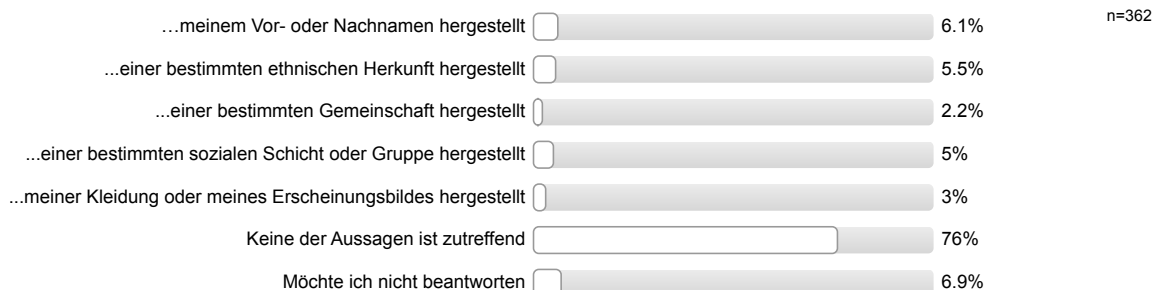 …meinem Vor- oder Nachnamen hergestellt 6.1% n=362
...einer bestimmten ethnischen Herkunft hergestellt 5.5%
...einer bestimmten Gemeinschaft hergestellt 2.2%
...einer bestimmten sozialen Schicht oder Gruppe hergestellt 5%
...meiner Kleidung oder meines Erscheinungsbildes hergestellt 3%
Keine der Aussagen ist zutreffend 76%
Möchte ich nicht beantworten 6.9%